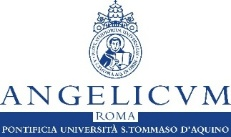 ANGELICVM
ROMA
PONTIFICIA UNIVERSITÀ S.TOMMASO D'AQUINO